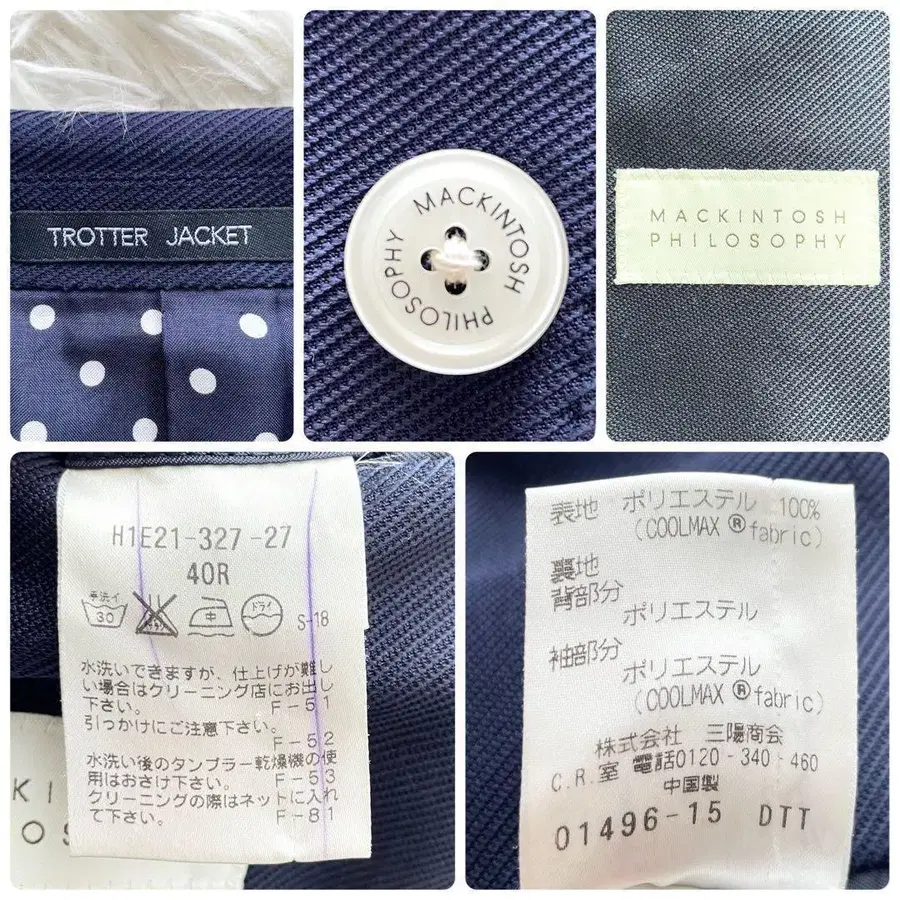 TROTTER JACKET
MACKINTOSH PHILOSOPHY
MACKINTOSH
PHILOSOPHY
H1E21-327-27
40R
手洗イ
30
中
ドライ
S-18
水洗いできますが、仕上げが難し
い場合はクリーニング店にお出し
下さい。 F-51
引っかけにご注意下さい。
F-52
水洗い後のタンブラー乾燥機の使
用はおさけ下さい。 F-53
クリーニングの際はネットに入れ
て下さい。 F-81
K I
O S
表地 ポリエステル 100%
(COOLMAX®fabric)
裏地
背部分
ポリエステル
袖部分
ポリエステル
(COOLMAX®fabric)
株式会社 三陽商会
C.R.室 電話0120-340-460
中国製
01496-15 DTT